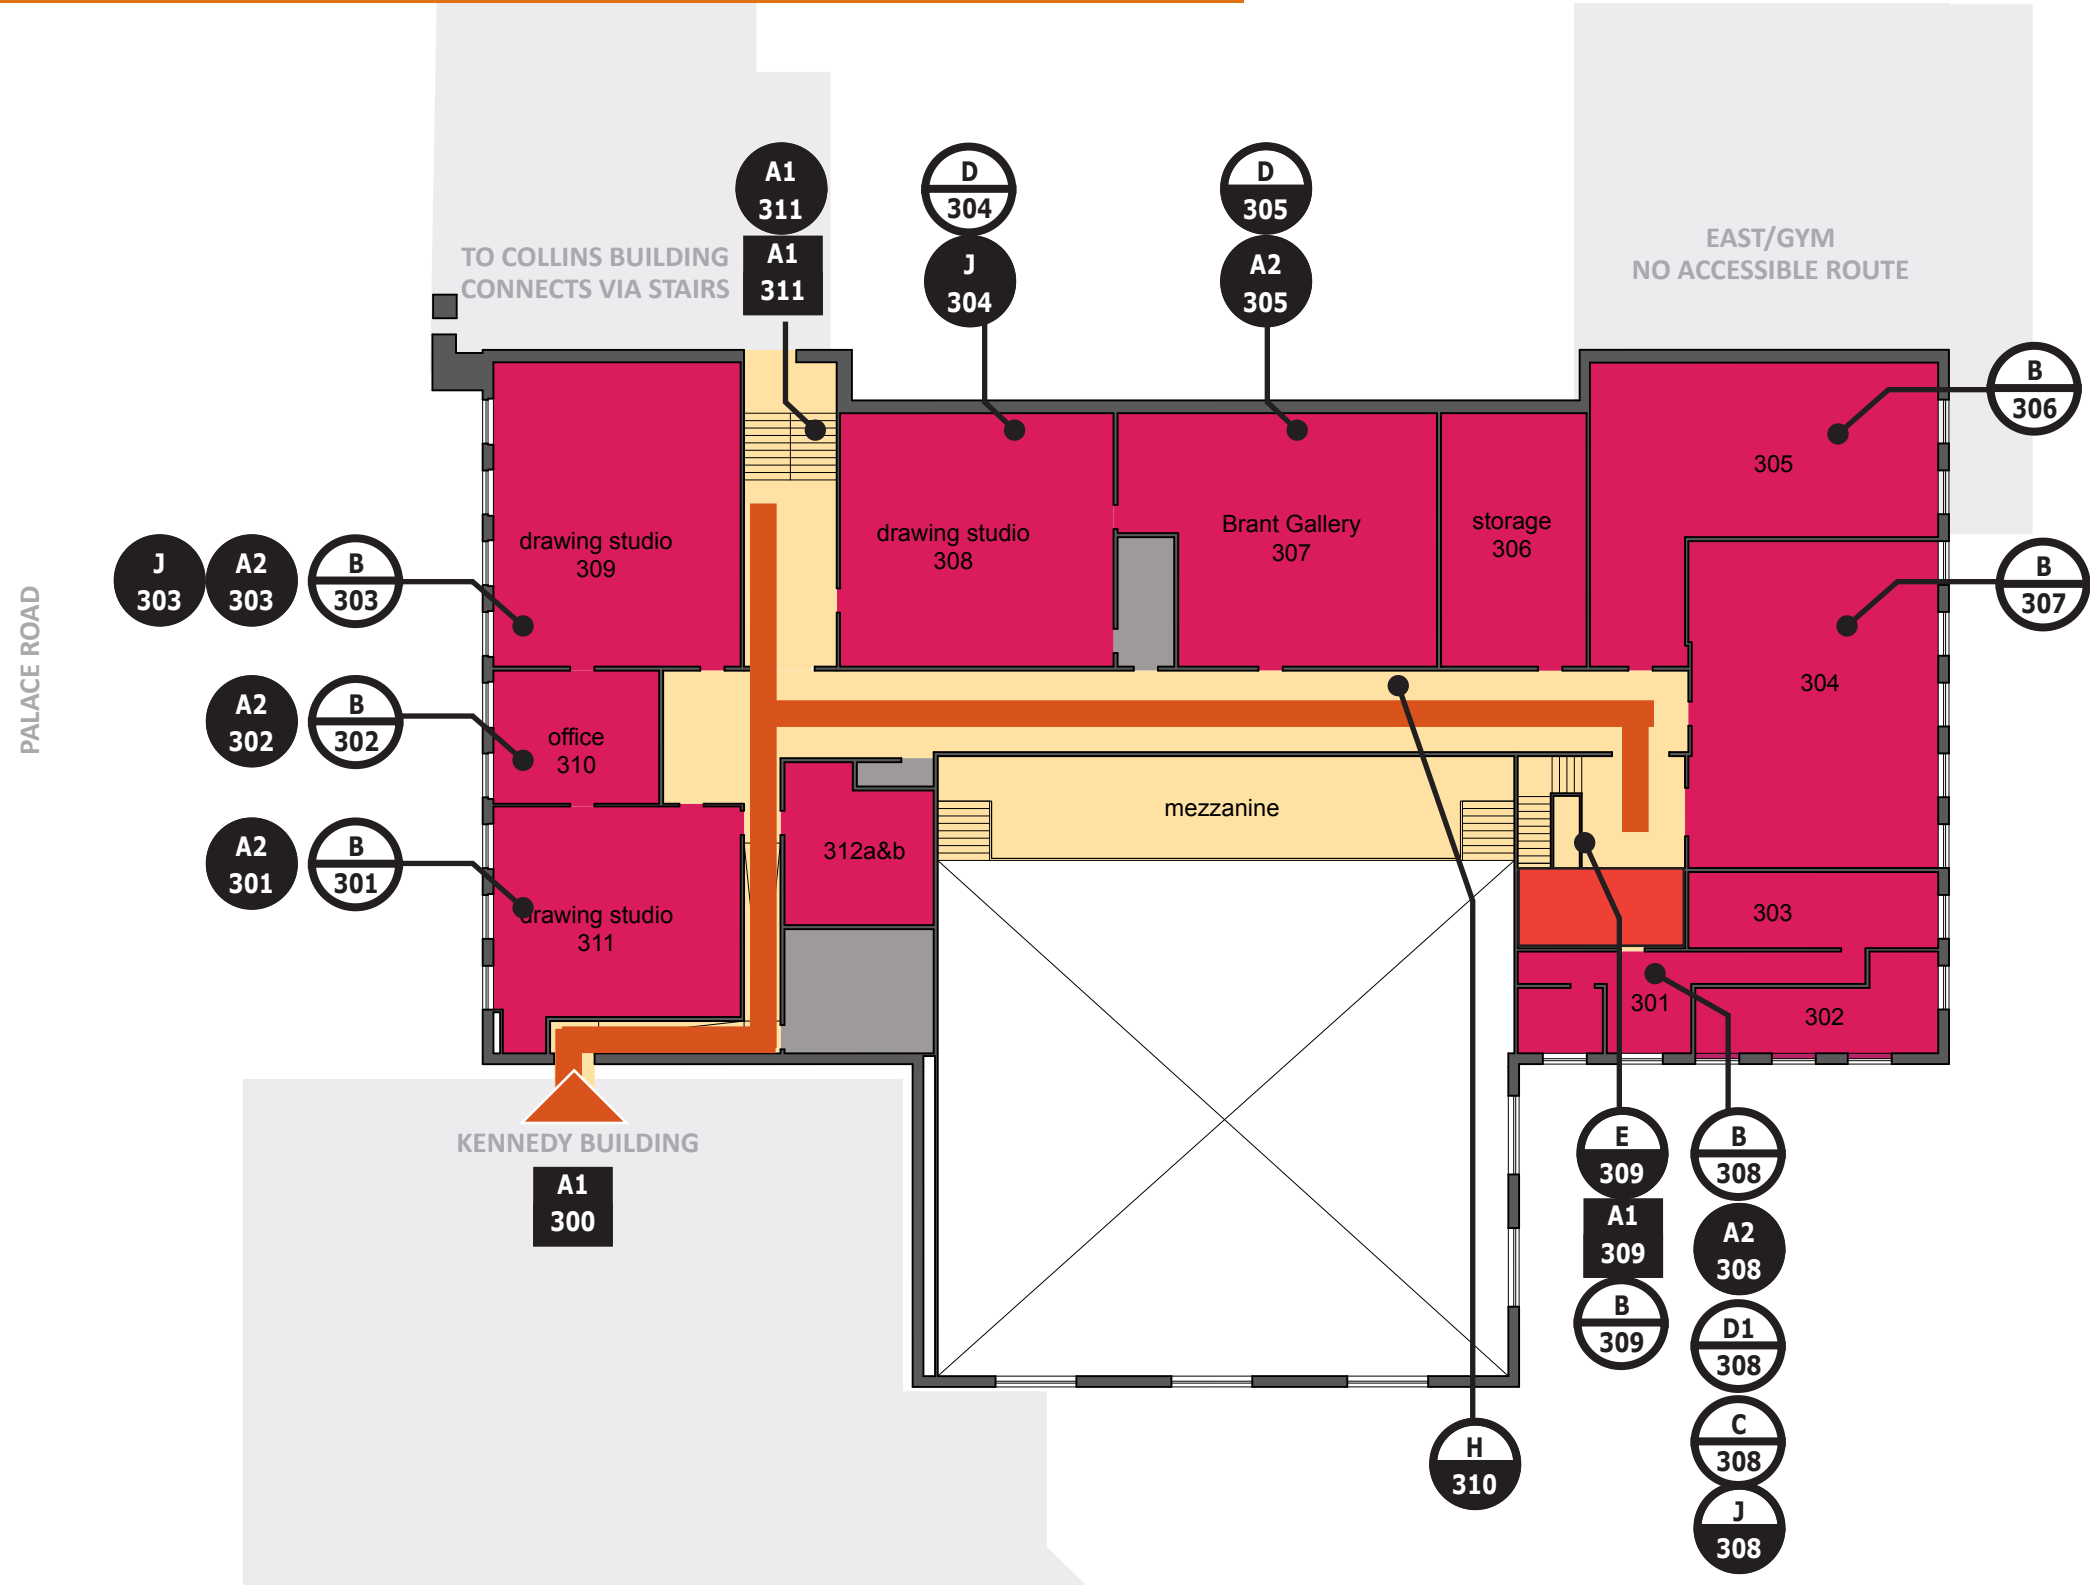 A1
311
A1
311
D
304
J
304
D
305
A2
305
TO COLLINS BUILDING
CONNECTS VIA STAIRS
EAST/GYM
NO ACCESSIBLE ROUTE
B
306
305
drawing studio
309
drawing studio
308
Brant Gallery
307
storage
306
J
303
A2
303
B
303
B
307
PALACE ROAD
304
A2
302
B
302
office
310
mezzanine
A2
301
B
301
312a&b
drawing studio
311
303
301
302
KENNEDY BUILDING
A1
300
E
309
A1
309
B
309
B
308
A2
308
D1
308
C
308
J
308
H
310